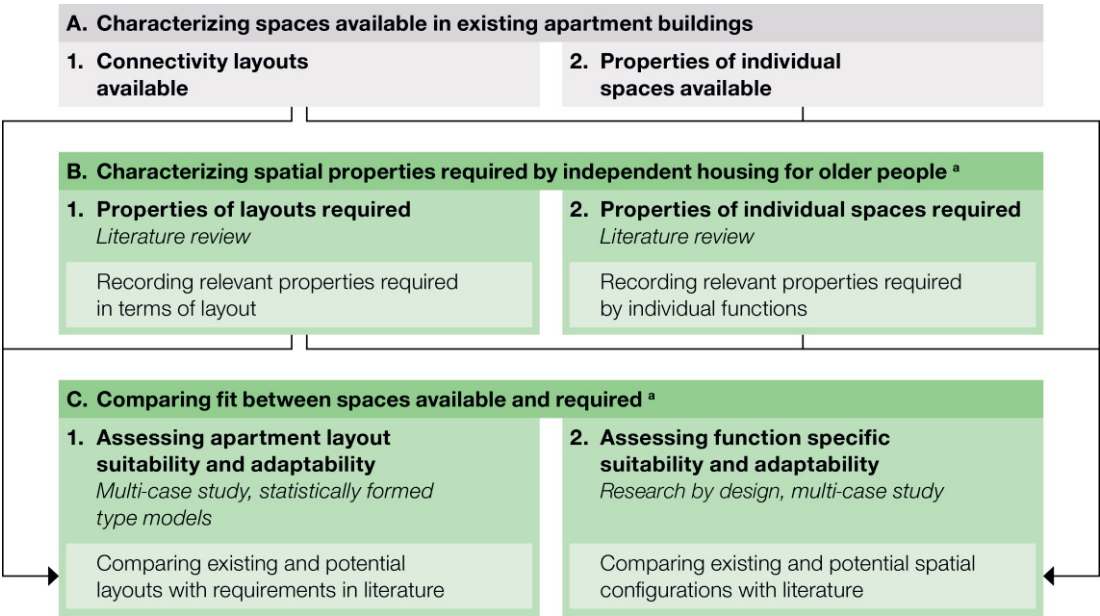 A. Characterizing spaces available in existing apartment buildings
1. Connectivity layouts
available
2. Properties of individual
spaces available
B. Characterizing spatial properties required by independent housing for older people ᵃ
1. Properties of layouts required
Literature review
Recording relevant properties required
in terms of layout
2. Properties of individual spaces required
Literature review
Recording relevant properties required
by individual functions
C. Comparing fit between spaces available and required ᵃ
1. Assessing apartment layout
suitability and adaptability
Multi-case study, statistically formed
type models
Comparing existing and potential
layouts with requirements in literature
2. Assessing function specific
suitability and adaptability
Research by design, multi-case study
Comparing existing and potential spatial
configurations with literature